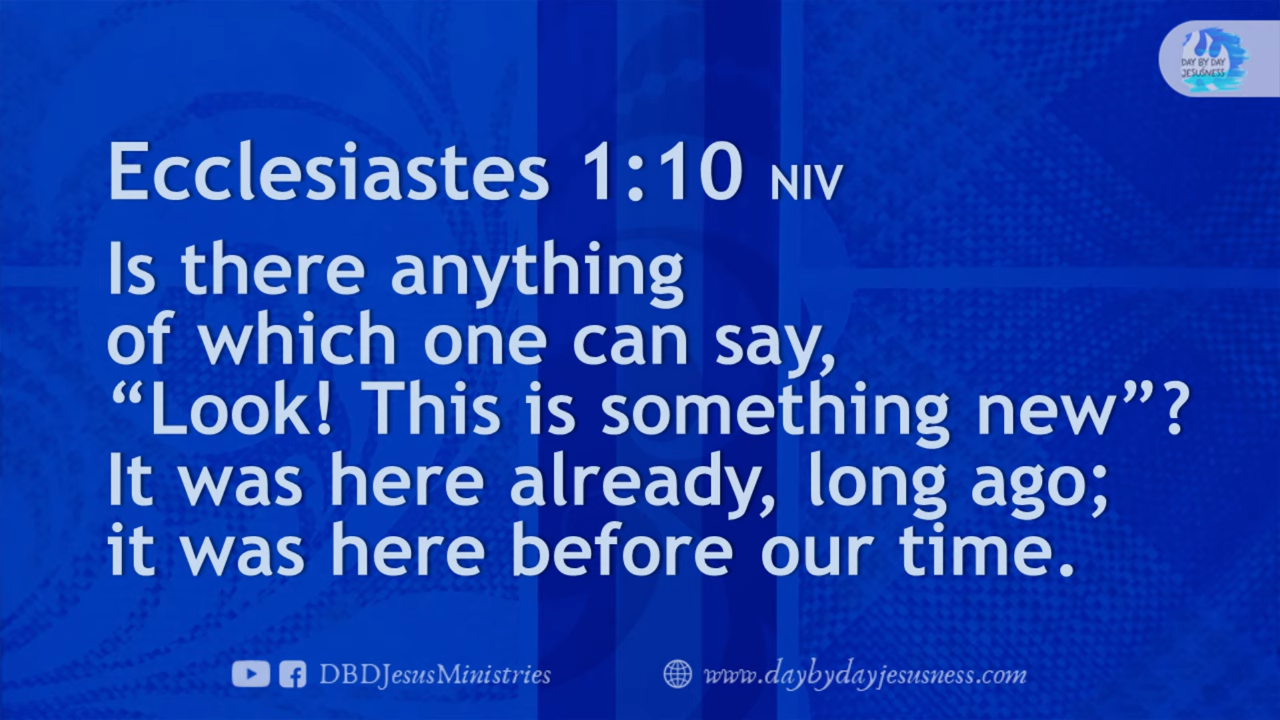 DAY BY DAY
JESUSNESS
Ecclesiastes 1:10 NIV
Is there anything
of which one can say,
“Look! This is something new”?
It was here already, long ago;
it was here before our time.
DBDJesusMinistries
www.daybydayjesusness.com